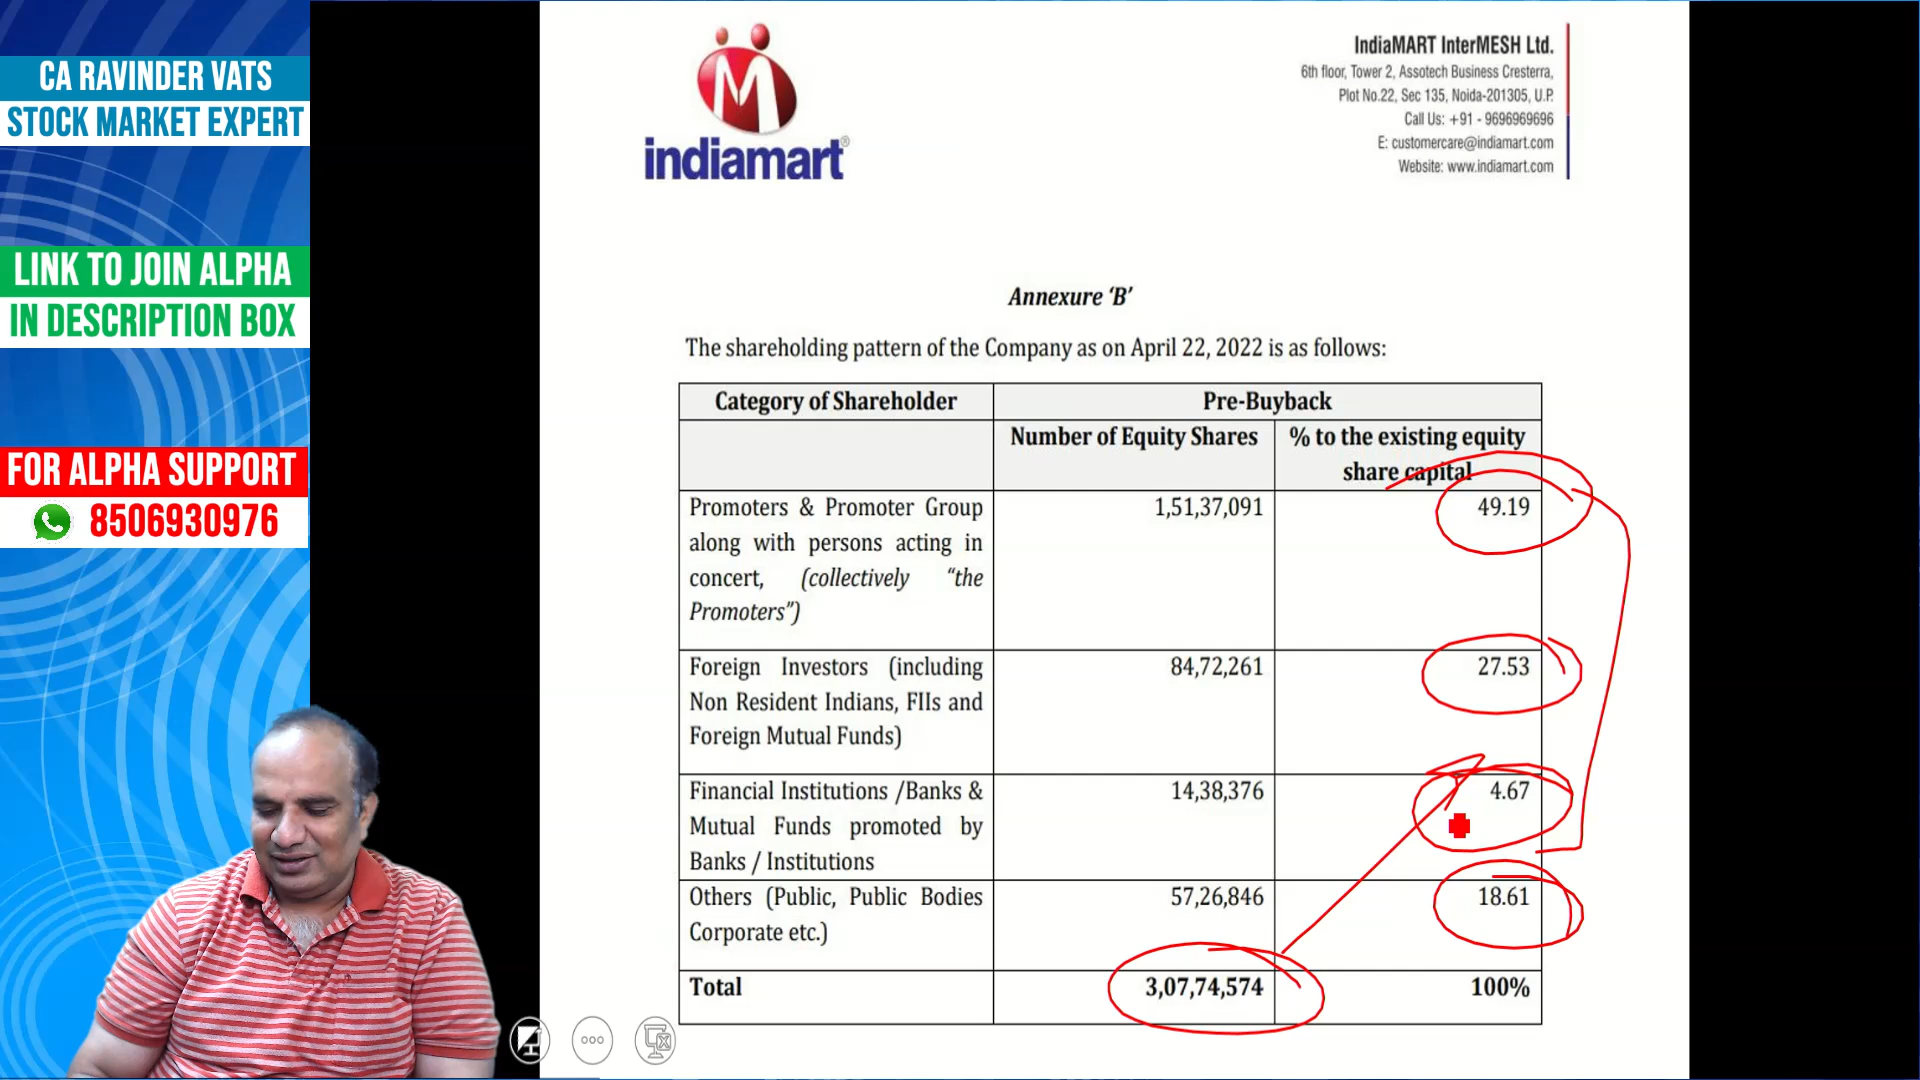 CA RAVINDER VATS
STOCK MARKET EXPERT
LINK TO JOIN ALPHA
IN DESCRIPTION BOX
FOR ALPHA SUPPORT
8506930976
indiamart®
IndiaMART InterMESH Ltd.
6th floor, Tower 2, Assotech Business Cresterra,
Plot No.22, Sec 135, Noida-201305, U.P.
Call Us: +91 - 9696969696
E: customercare@indiamart.com
Website: www.indiamart.com
Annexure ‘B’
The shareholding pattern of the Company as on April 22, 2022 is as follows:
Category of Shareholder Pre-Buyback
Number of Equity Shares % to the existing equity
share capital
Promoters & Promoter Group 1,51,37,091 49.19
along with persons acting in
concert, (collectively “the
Promoters”)
Foreign Investors (including 84,72,261 27.53
Non Resident Indians, FIIs and
Foreign Mutual Funds)
Financial Institutions /Banks & 14,38,376 4.67
Mutual Funds promoted by
Banks / Institutions
Others (Public, Public Bodies 57,26,846 18.61
Corporate etc.)
Total 3,07,74,574 100%